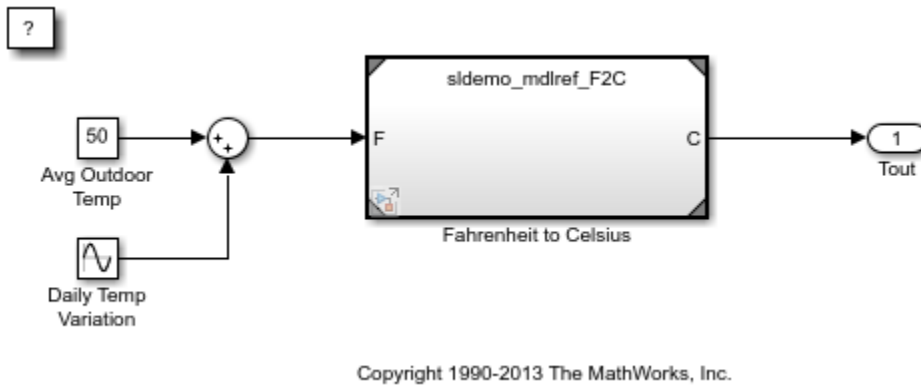 ?
sldemo_mdlref_F2C
50
F
C
1
Avg Outdoor
Temp
Tout
Fahrenheit to Celsius
Daily Temp
Variation
Copyright 1990-2013 The MathWorks, Inc.